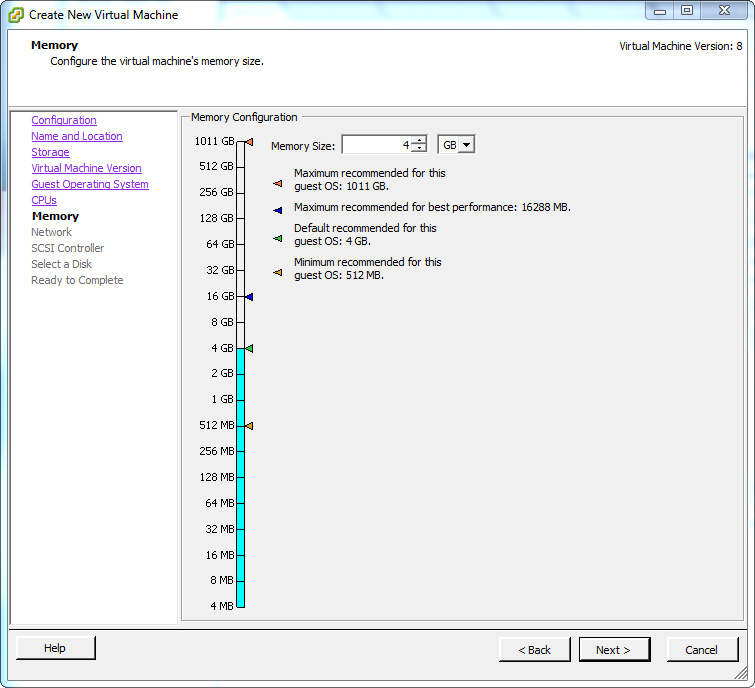 Create New Virtual Machine
Memory
Configure the virtual machine's memory size.
Virtual Machine Version: 8
Configuration
Name and Location
Storage
Virtual Machine Version
Guest Operating System
CPUs
Memory
Network
SCSI Controller
Select a Disk
Ready to Complete
Memory Configuration
1011 GB
512 GB
256 GB
128 GB
64 GB
32 GB
16 GB
8 GB
4 GB
2 GB
1 GB
512 MB
256 MB
128 MB
64 MB
32 MB
16 MB
8 MB
4 MB
Memory Size: 4 GB
Maximum recommended for this
guest OS: 1011 GB.
Maximum recommended for best performance: 16288 MB.
Default recommended for this
guest OS: 4 GB.
Minimum recommended for this
guest OS: 512 MB.
Help
< Back
Next >
Cancel